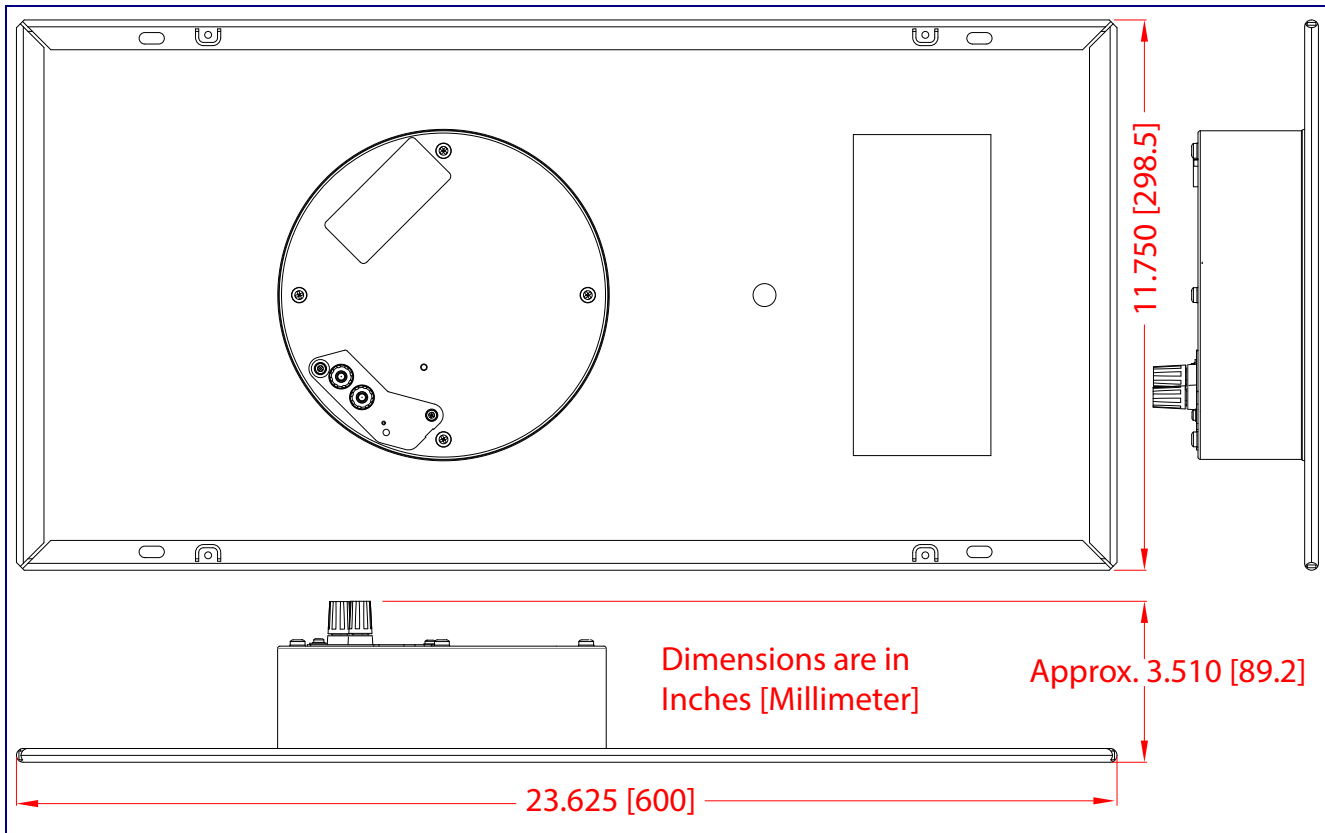 11.750 [298.5]
Dimensions are in
Inches [Millimeter]
Approx. 3.510 [89.2]
23.625 [600]